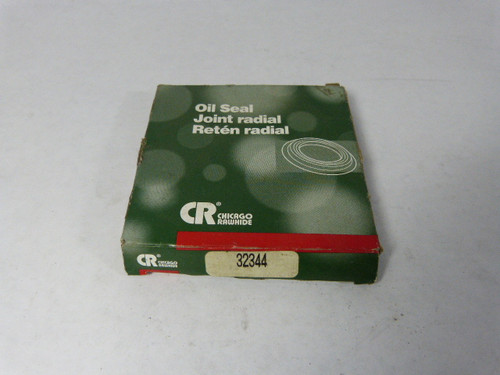 Oil Seal
Joint radial
Retén radial
CR® CHICAGO
RAWHIDE
CR® CHICAGO
RAWHIDE
32344